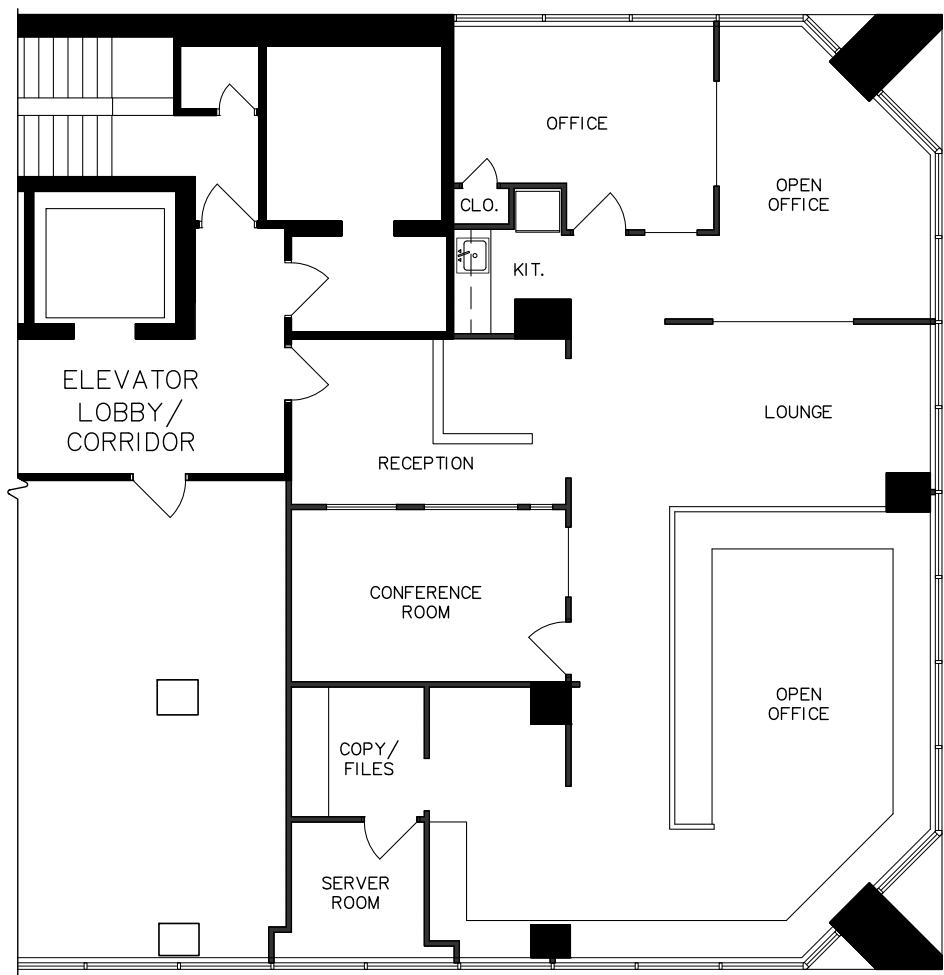 OFFICE
OPEN
OFFICE
CLO.
KIT.
ELEVATOR
LOBBY/
CORRIDOR
LOUNGE
RECEPTION
CONFERENCE
ROOM
OPEN
OFFICE
COPY/
FILES
SERVER
ROOM